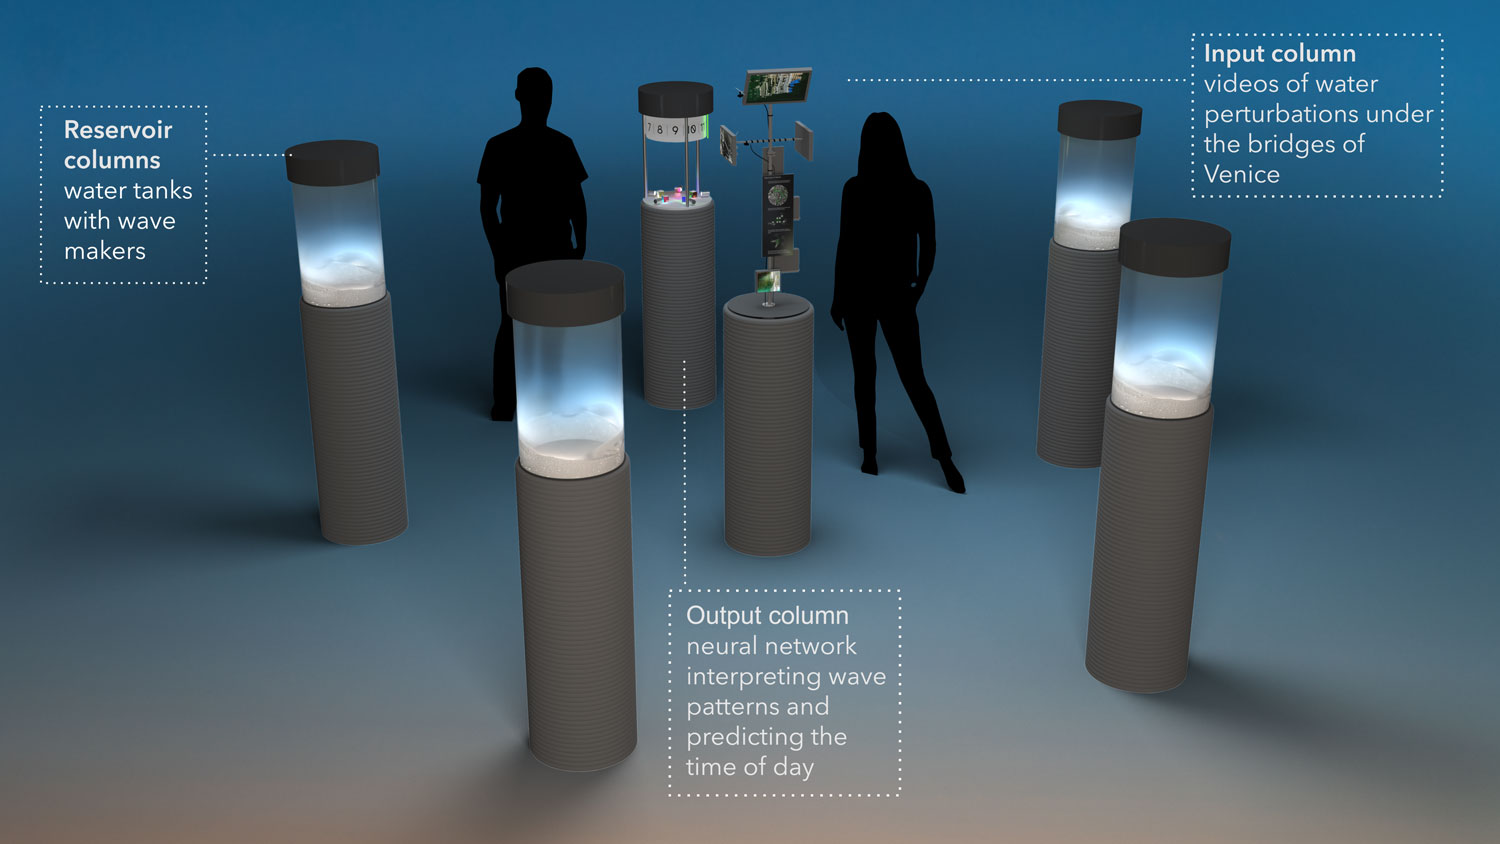 Reservoir
columns
water tanks
with wave
makers
7 8 9 10
Input column
videos of water
perturbations under
the bridges of
Venice
Output column
neural network
interpreting wave
patterns and
predicting the
time of day